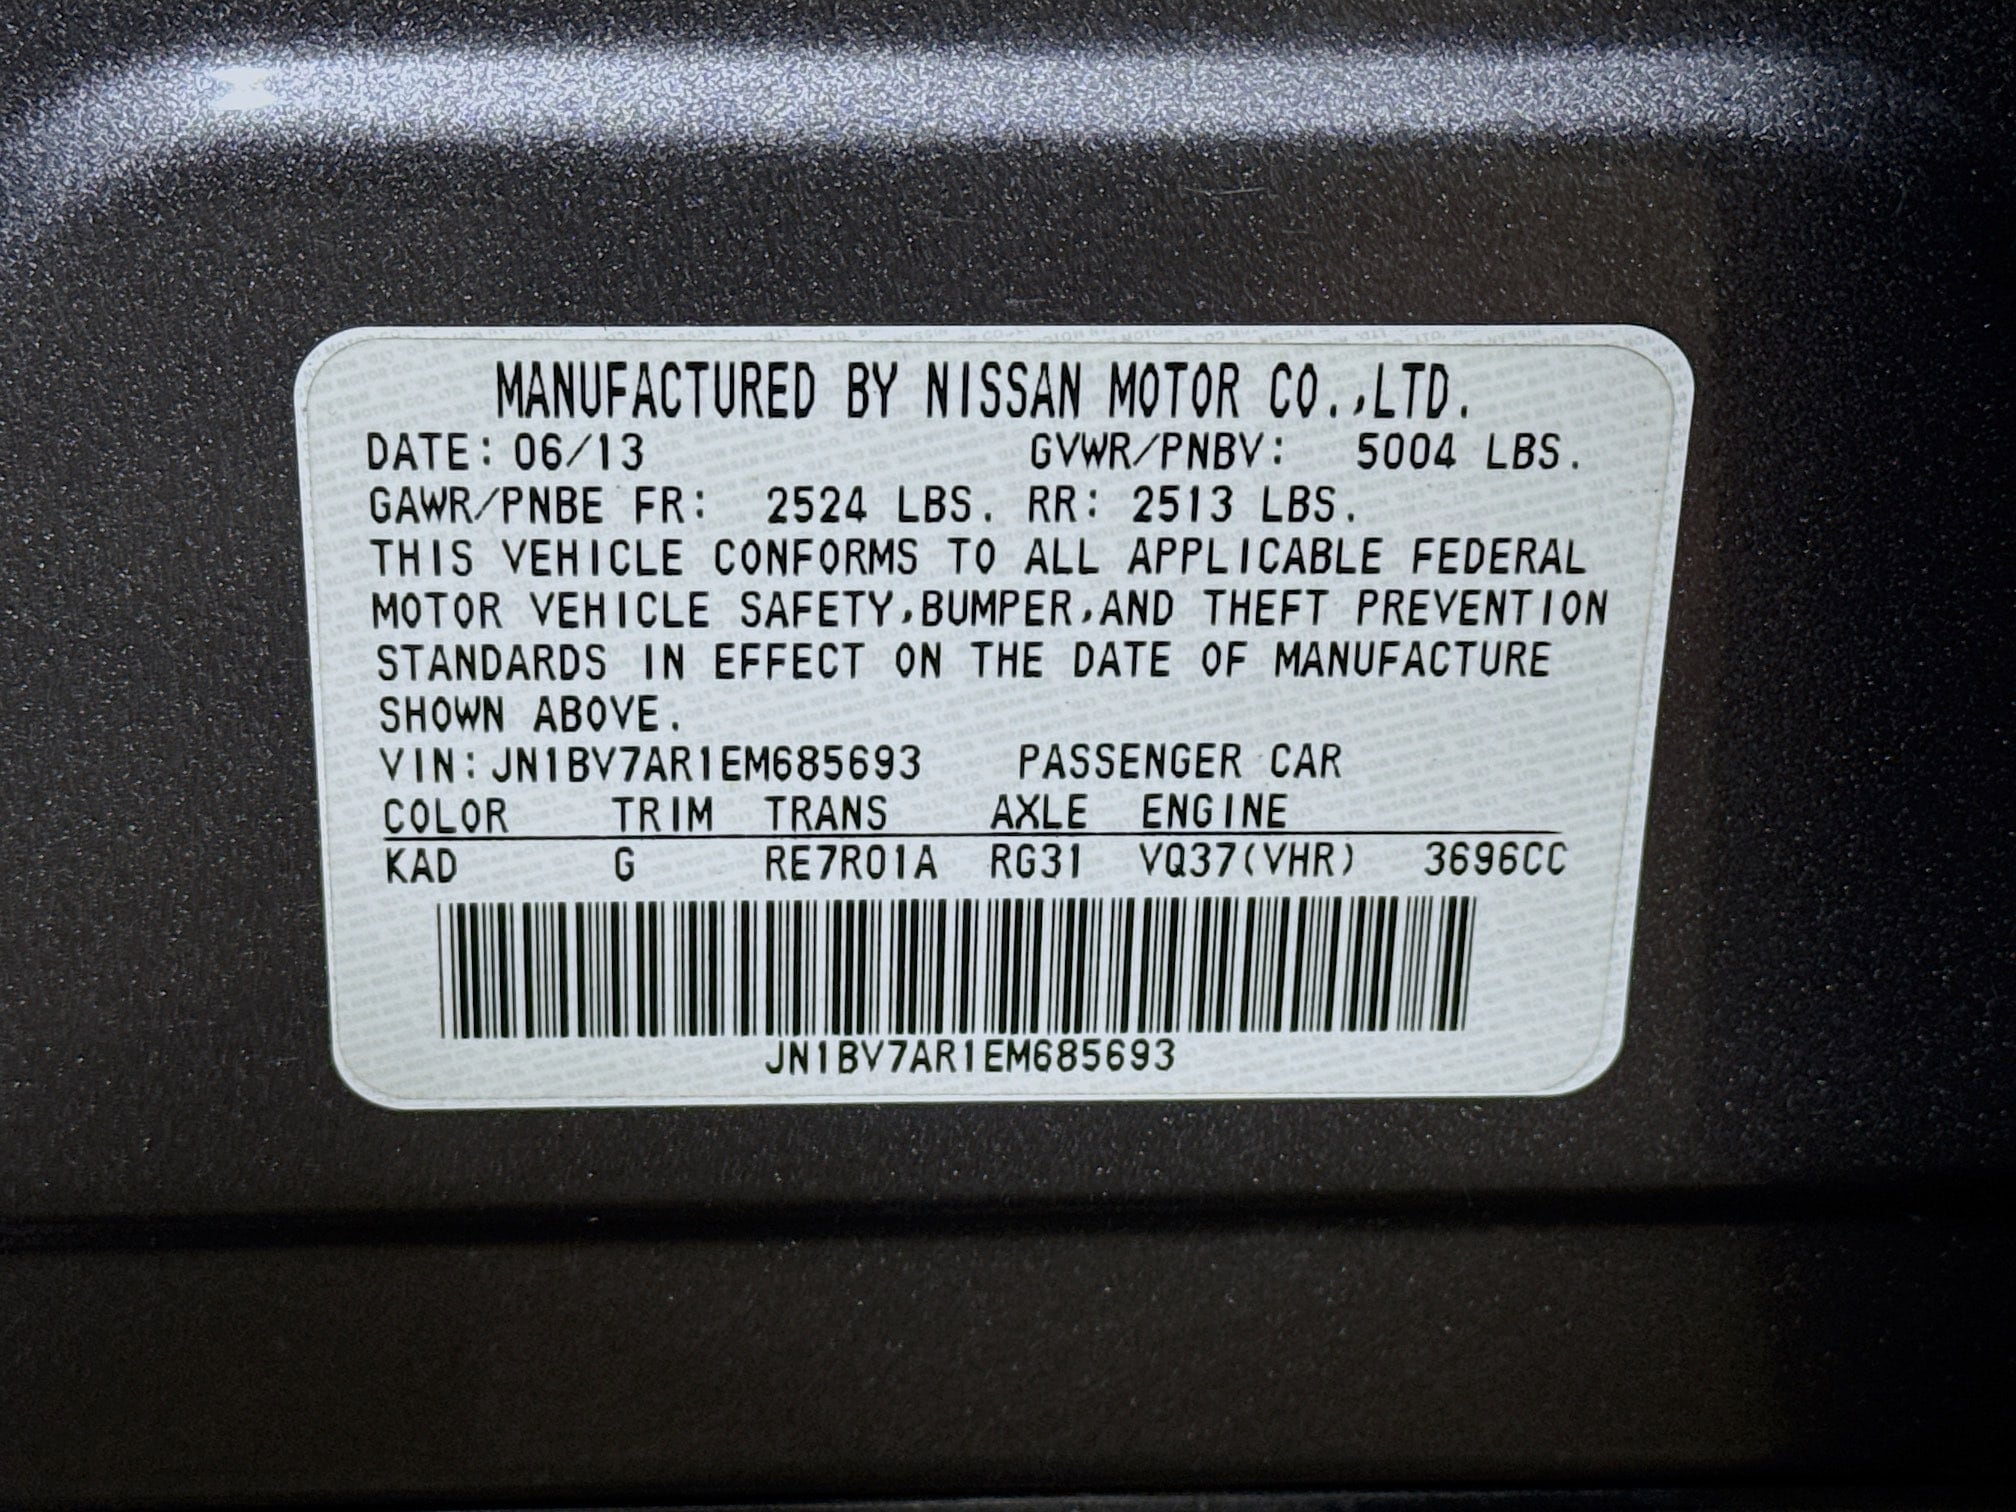 MANUFACTURED BY NISSAN MOTOR CO.,LTD.
DATE: 06/13 GVWR/PNBV: 5004 LBS.
GAWR/PNBE FR: 2524 LBS. RR: 2513 LBS.
THIS VEHICLE CONFORMS TO ALL APPLICABLE FEDERAL
MOTOR VEHICLE SAFETY,BUMPER,AND THEFT PREVENTION
STANDARDS IN EFFECT ON THE DATE OF MANUFACTURE
SHOWN ABOVE.
VIN:JN1BV7AR1EM685693 PASSENGER CAR
COLOR TRIM TRANS AXLE ENGINE
KAD G RE7R01A RG31 VQ37(VHR) 3696CC
JN1BV7AR1EM685693